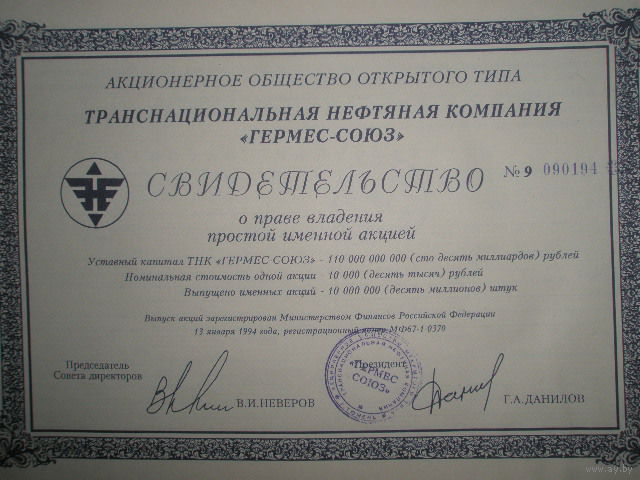 АКЦИОНЕРНОЕ ОБЩЕСТВО ОТКРЫТОГО ТИПА
ТРАНСНАЦИОНАЛЬНАЯ НЕФТЯНАЯ КОМПАНИЯ
«ГЕРМЕС-СОЮЗ»
СВИДЕТЕЛЬСТВО № 9 090194
о праве владения
простой именной акцией
Уставный капитал ТНК «ГЕРМЕС-СОЮЗ» - 110 000 000 000 (сто десять миллиардов) рублей
Номинальная стоимость одной акции - 10 000 (десять тысяч) рублей
Выпущено именных акций - 10 000 000 (десять миллионов) штук
Выпуск акций зарегистрирован Министерством Финансов Российской Федерации
13 января 1994 года, регистрационный номер МФ67-1 0370
Председатель
Совета директоров
В.И.НЕВЕРОВ
Президент
Г.А.ДАНИЛОВ
«ГЕРМЕС
СОЮЗ»
www.ay.by